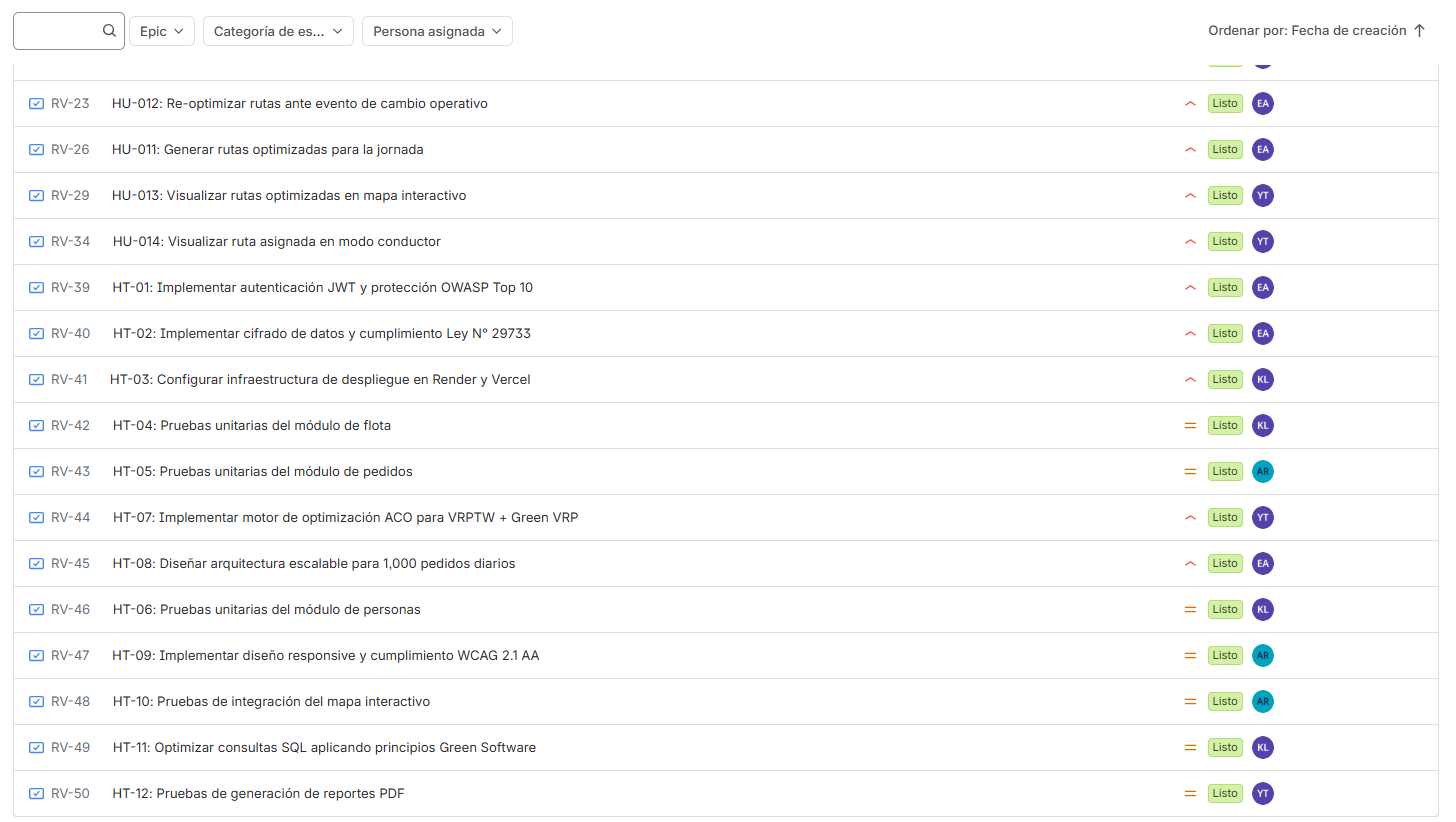 Epic Categoría de es... Persona asignada Ordenar por: Fecha de creación
RV-23 HU-012: Re-optimizar rutas ante evento de cambio operativo Listo EA
RV-26 HU-011: Generar rutas optimizadas para la jornada Listo EA
RV-29 HU-013: Visualizar rutas optimizadas en mapa interactivo Listo YT
RV-34 HU-014: Visualizar ruta asignada en modo conductor Listo YT
RV-39 HT-01: Implementar autenticación JWT y protección OWASP Top 10 Listo EA
RV-40 HT-02: Implementar cifrado de datos y cumplimiento Ley N° 29733 Listo EA
RV-41 HT-03: Configurar infraestructura de despliegue en Render y Vercel Listo KL
RV-42 HT-04: Pruebas unitarias del módulo de flota Listo KL
RV-43 HT-05: Pruebas unitarias del módulo de pedidos Listo AR
RV-44 HT-07: Implementar motor de optimización ACO para VRPTW + Green VRP Listo YT
RV-45 HT-08: Diseñar arquitectura escalable para 1,000 pedidos diarios Listo EA
RV-46 HT-06: Pruebas unitarias del módulo de personas Listo KL
RV-47 HT-09: Implementar diseño responsive y cumplimiento WCAG 2.1 AA Listo AR
RV-48 HT-10: Pruebas de integración del mapa interactivo Listo AR
RV-49 HT-11: Optimizar consultas SQL aplicando principios Green Software Listo KL
RV-50 HT-12: Pruebas de generación de reportes PDF Listo YT